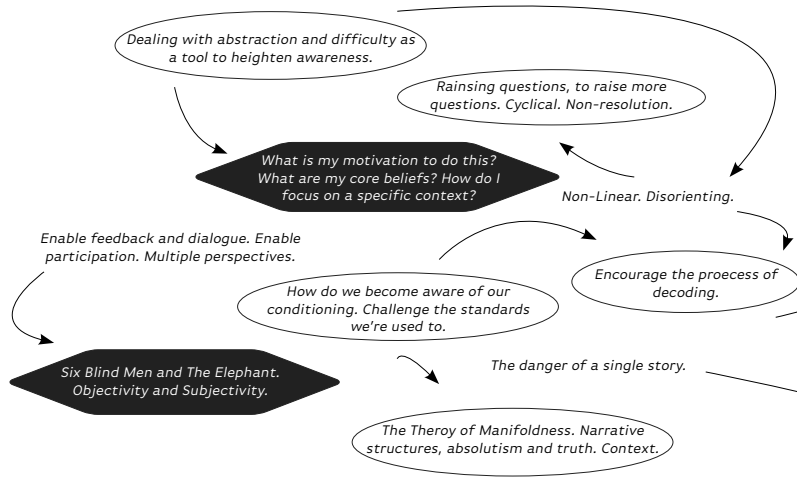 Dealing with abstraction and difficulty as
a tool to heighten awareness.
Rainsing questions, to raise more
questions. Cyclical. Non-resolution.
What is my motivation to do this?
What are my core beliefs? How do I
focus on a specific context?
Non-Linear. Disorienting.
Enable feedback and dialogue. Enable
participation. Multiple perspectives.
Encourage the proecess of
decoding.
How do we become aware of our
conditioning. Challenge the standards
we're used to.
Six Blind Men and The Elephant.
Objectivity and Subjectivity.
The danger of a single story.
The Theroy of Manifoldness. Narrative
structures, absolutism and truth. Context.